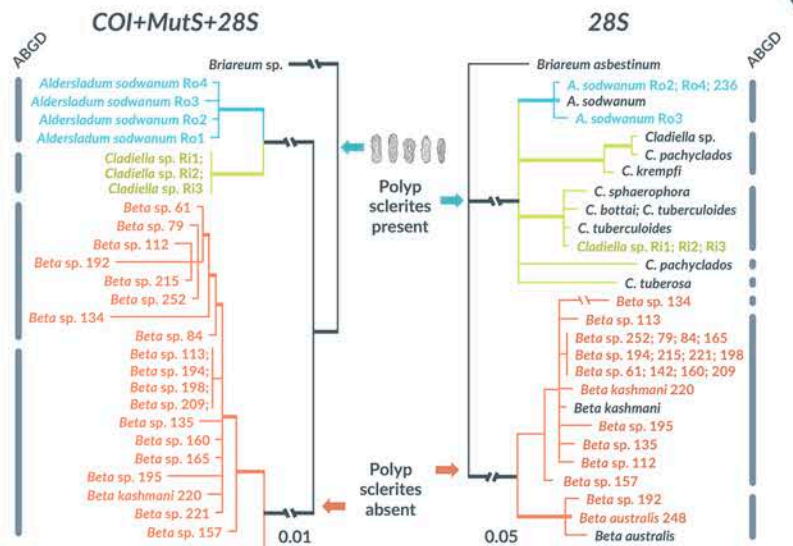 COI+MutS+28S
ABGD
Briareum sp.
Aldersladum sodwanum Ro4
Aldersladum sodwanum Ro3
Aldersladum sodwanum Ro2
Aldersladum sodwanum Ro1
Cladiella sp. Ri1;
Cladiella sp. Ri2;
Cladiella sp. Ri3
Beta sp. 61
Beta sp. 79
Beta sp. 112
Beta sp. 192
Beta sp. 215
Beta sp. 252
Beta sp. 134
Beta sp. 84
Beta sp. 113;
Beta sp. 194;
Beta sp. 198;
Beta sp. 209;
Beta sp. 135
Beta sp. 160
Beta sp. 165
Beta sp. 195
Beta kashmani 220
Beta sp. 221
Beta sp. 157
0.01
Polyp
sclerites
present
Polyp
sclerites
absent
28S
ABGD
Briareum asbestinum
A. sodwanum Ro2; Ro4; 236
A. sodwanum
A. sodwanum Ro3
Cladiella sp.
C. pachyclados
C. krempfi
C. sphaerophora
C. bottai; C. tuberculoides
C. tuberculoides
Cladiella sp. Ri1; Ri2; Ri3
C. pachyclados
C. tuberosa
Beta sp. 134
Beta sp. 113
Beta sp. 252; 79; 84; 165
Beta sp. 194; 215; 221; 198
Beta sp. 61; 142; 160; 209
Beta kashmani 220
Beta kashmani
Beta sp. 195
Beta sp. 135
Beta sp. 112
Beta sp. 157
Beta sp. 192
Beta australis 248
Beta australis
0.05